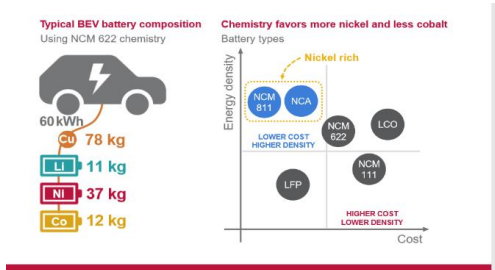 Typical BEV battery composition
Using NCM 622 chemistry
60 kWh
Cu 78 kg
Li 11 kg
NI 37 kg
Co 12 kg
Chemistry favors more nickel and less cobalt
Battery types
Nickel rich
Energy density
NCM
811
NCA
LOWER COST
HIGHER DENSITY
NCM
622
LCO
NCM
111
LFP
HIGHER COST
LOWER DENSITY
Cost